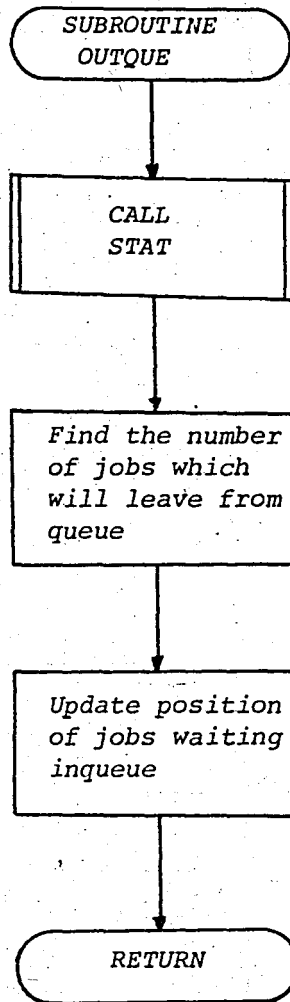 SUBROUTINE
OUTQUE
CALL
STAT
Find the number
of jobs which
will leave from
queue
Update position
of jobs waiting
inqueue
RETURN